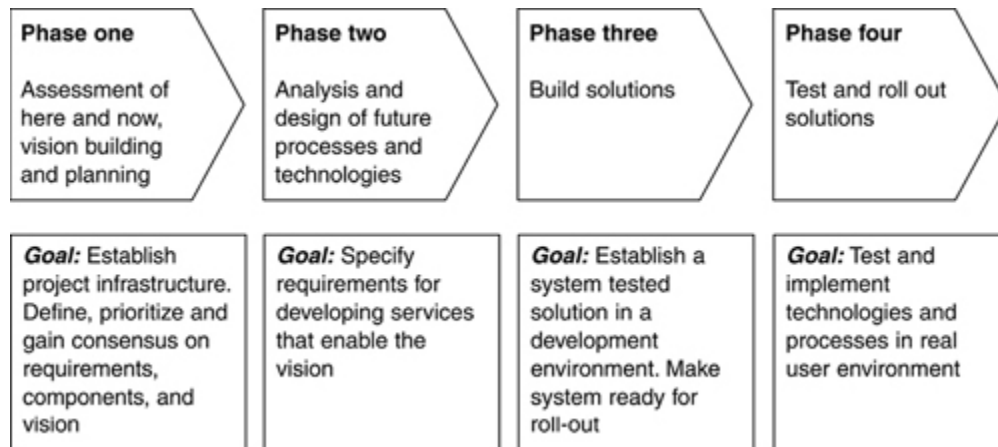 Phase one
Assessment of
here and now,
vision building
and planning
Phase two
Analysis and
design of future
processes and
technologies
Phase three
Build solutions
Phase four
Test and roll out
solutions
Goal: Establish
project infrastructure.
Define, prioritize and
gain consensus on
requirements,
components, and
vision
Goal: Specify
requirements for
developing services
that enable the
vision
Goal: Establish a
system tested
solution in a
development
environment. Make
system ready for
roll-out
Goal: Test and
implement
technologies and
processes in real
user environment